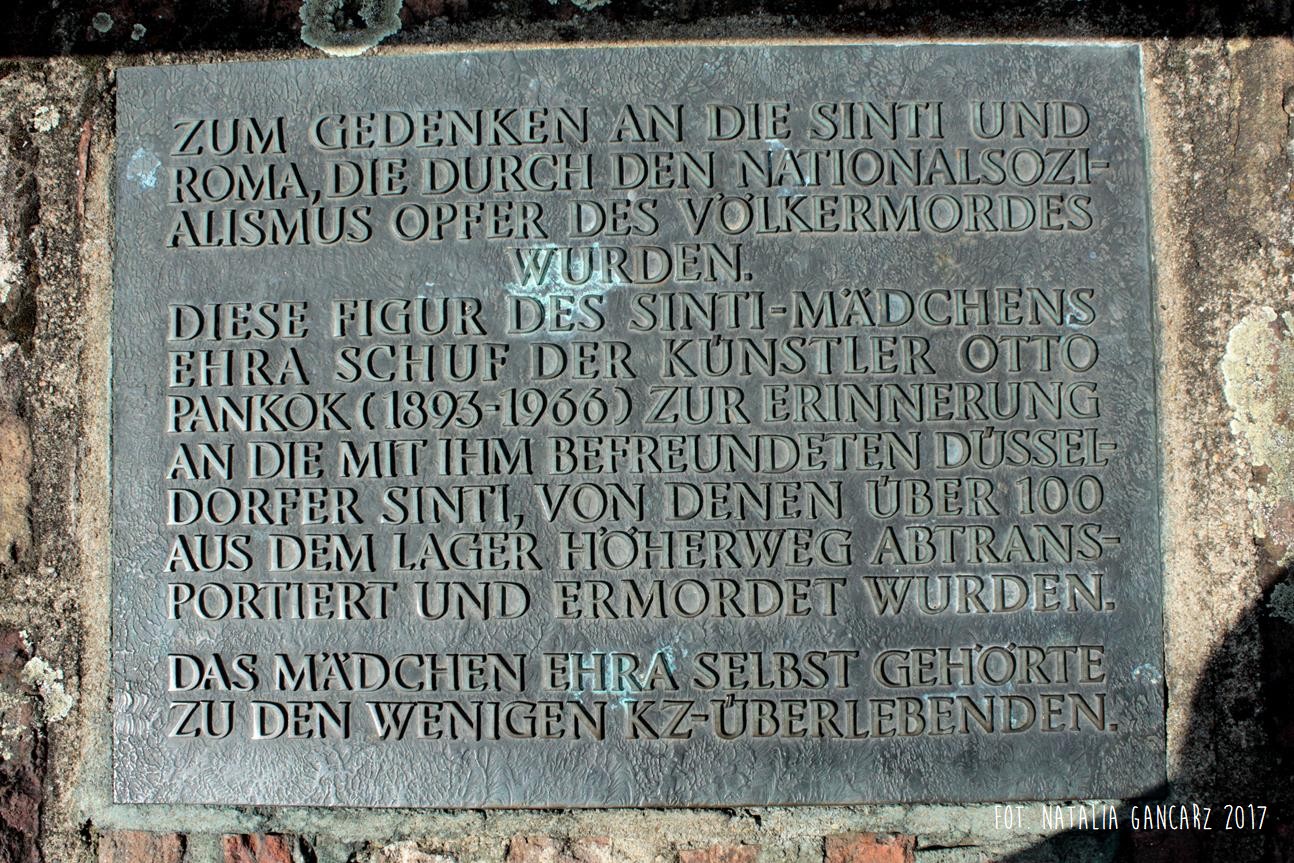 ZUM GEDENKEN AN DIE SINTI UND
ROMA, DIE DURCH DEN NATIONALSOZI-
ALISMUS OPFER DES VÖLKERMORDES
WURDEN.
DIESE FIGUR DES SINTI-MÄDCHENS
EHRA SCHUF DER KÜNSTLER OTTO
PANKOK (1893-1966) ZUR ERINNERUNG
AN DIE MIT IHM BEFREUNDETEN DÜSSEL-
DORFER SINTI, VON DENEN ÜBER 100
AUS DEM LAGER HÖHERWEG ABTRANS-
PORTIERT UND ERMORDET WURDEN.
DAS MÄDCHEN EHRA SELBST GEHÖRTE
ZU DEN WENIGEN KZ-ÜBERLEBENDEN.
FOT NATALIA GANCARZ 2017